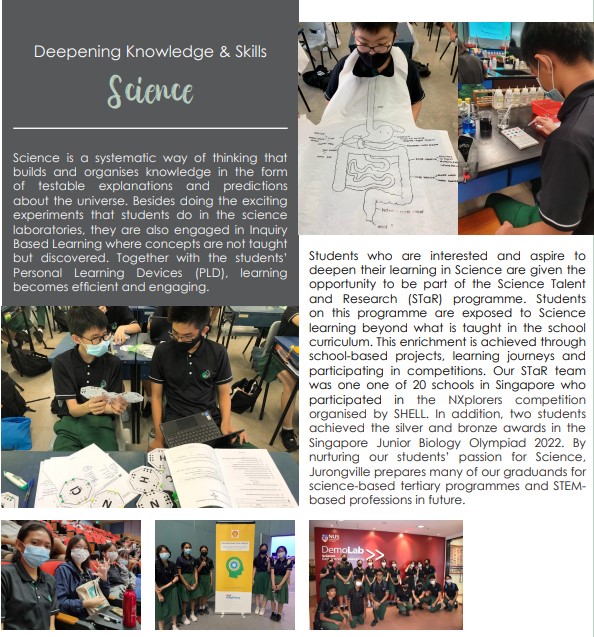 Deepening Knowledge & Skills
Science
Science is a systematic way of thinking that
builds and organises knowledge in the form
of testable explanations and predictions
about the universe. Besides doing the exciting
experiments that students do in the science
laboratories, they are also engaged in Inquiry
Based Learning where concepts are not taught
but discovered. Together with the students'
Personal Learning Devices (PLD), learning
becomes efficient and engaging.
Students who are interested and aspire to
deepen their learning in Science are given the
opportunity to be part of the Science Talent
and Research (STaR) programme. Students
on this programme are exposed to Science
learning beyond what is taught in the school
curriculum. This enrichment is achieved through
school-based projects, learning journeys and
participating in competitions. Our STaR team
was one one of 20 schools in Singapore who
participated in the NXplorers competition
organised by SHELL. In addition, two students
achieved the silver and bronze awards in the
Singapore Junior Biology Olympiad 2022. By
nurturing our students' passion for Science,
Jurongville prepares many of our graduands for
science-based tertiary programmes and STEM-
based professions in future.
H
C
N
NUS
DemoLab